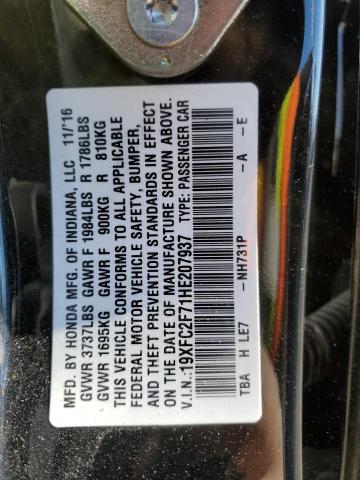 MFD. BY HONDA MFG. OF INDIANA, LLC 11/'16
GVWR 3737LBS GAWR F 1984LBS R 1786LBS
GVWR 1695KG GAWR F 900KG R 810KG
THIS VEHICLE CONFORMS TO ALL APPLICABLE
FEDERAL MOTOR VEHICLE SAFETY, BUMPER,
AND THEFT PREVENTION STANDARDS IN EFFECT
ON THE DATE OF MANUFACTURE SHOWN ABOVE.
V.I.N.:19XFC2F71HE207937 TYPE: PASSENGER CAR
TBA H LE7 -NH731P -A -E